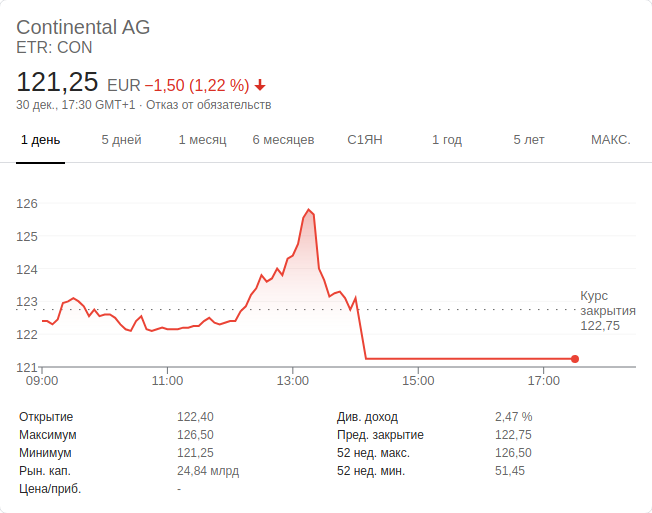 Continental AG
ETR: CON
121,25 EUR −1,50 (1,22 %)
30 дек., 17:30 GMT+1 · Отказ от обязательств
1 день 5 дней 1 месяц 6 месяцев С1ЯН 1 год 5 лет МАКС.
126
125
124
123
122
121
Курс
закрытия
122,75
09:00 11:00 13:00 15:00 17:00
Открытие 122,40 Див. доход 2,47 %
Максимум 126,50 Пред. закрытие 122,75
Минимум 121,25 52 нед. макс. 126,50
Рын. кап. 24,84 млрд 52 нед. мин. 51,45
Цена/приб. -